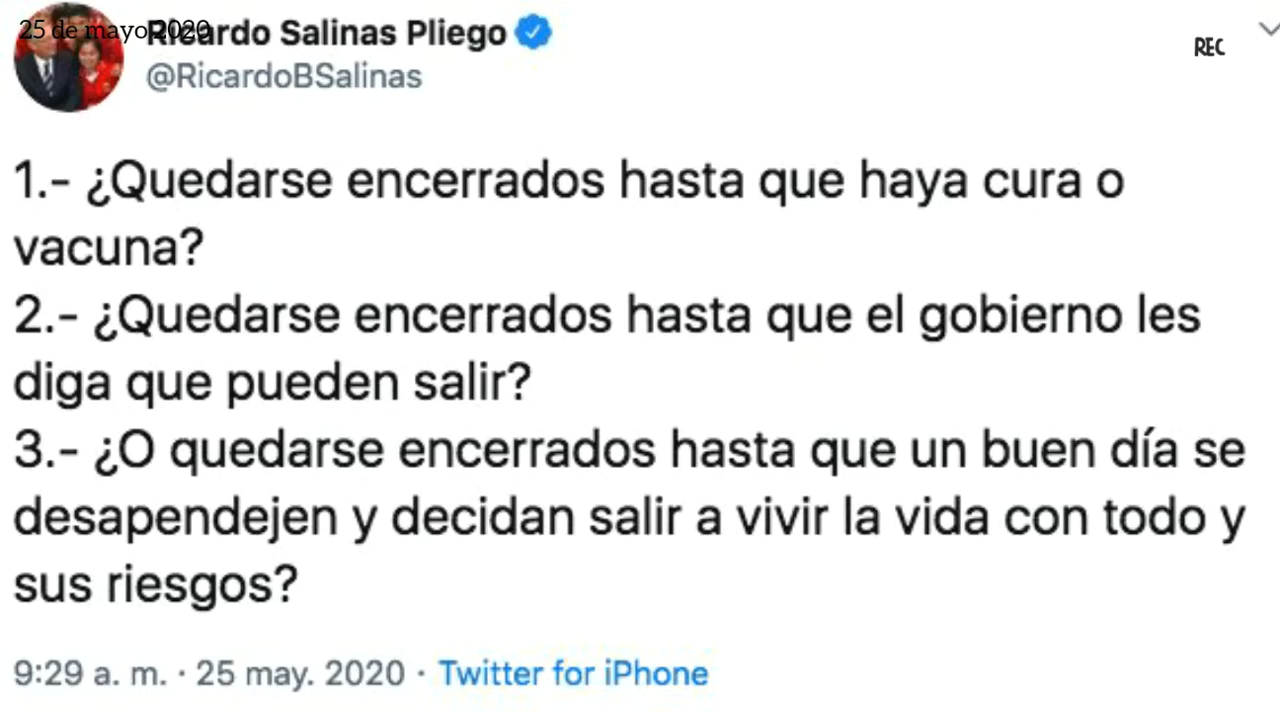 25 de mayo 2020
Ricardo Salinas Pliego
REC
@RicardoBSalinas
1.- ¿Quedarse encerrados hasta que haya cura o
vacuna?
2.- ¿Quedarse encerrados hasta que el gobierno les
diga que pueden salir?
3.- ¿O quedarse encerrados hasta que un buen día se
desapendejen y decidan salir a vivir la vida con todo y
sus riesgos?
9:29 a. m. · 25 may. 2020 · Twitter for iPhone